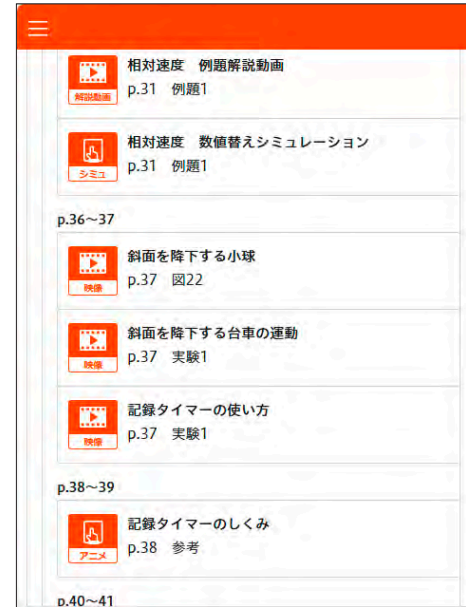 相対速度　例題解説動画
解説動画
p.31　例題1
相対速度　数値替えシミュレーション
シミュ
p.31　例題1
p.36～37
斜面を降下する小球
映像
p.37　図22
斜面を降下する台車の運動
映像
p.37　実験1
記録タイマーの使い方
映像
p.37　実験1
p.38～39
記録タイマーのしくみ
アニメ
p.38　参考
p.40～41